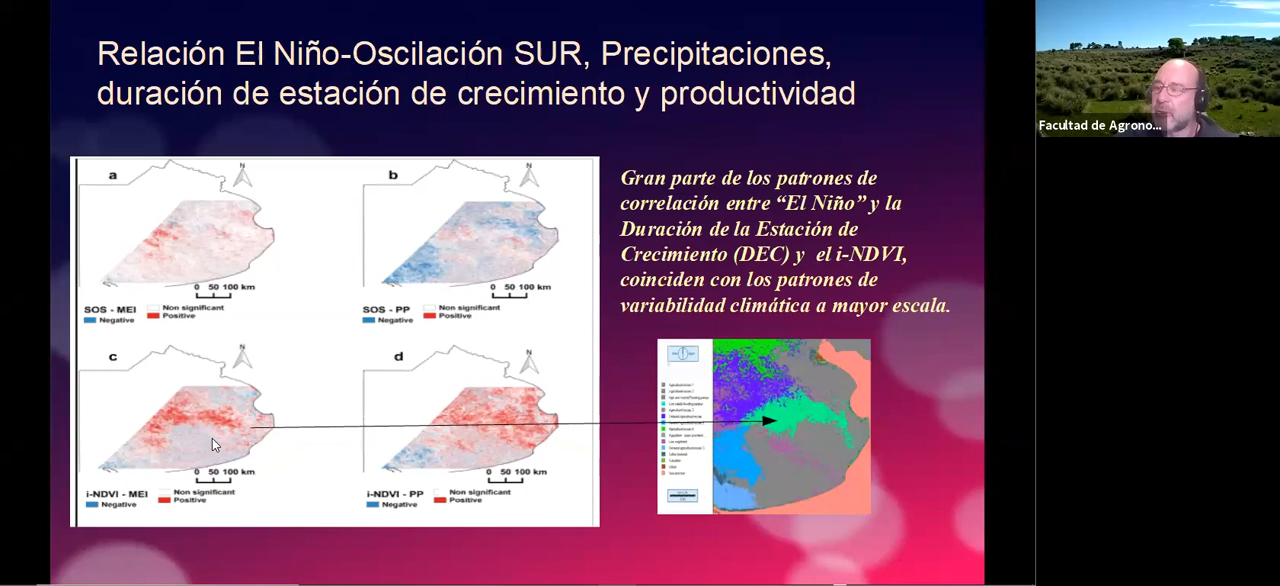 Relación El Niño-Oscilación SUR, Precipitaciones,
duración de estación de crecimiento y productividad
Facultad de Agrono...
a
N
0 50 100 km
SOS - MEI
Non significant
Negative
Positive
b
N
0 50 100 km
SOS - PP
Non significant
Negative
Positive
c
N
0 50 100 km
i-NDVI - MEI
Non significant
Negative
Positive
d
N
0 50 100 km
i-NDVI - PP
Non significant
Negative
Positive
Gran parte de los patrones de
correlación entre “El Niño” y la
Duración de la Estación de
Crecimiento (DEC) y el i-NDVI,
coinciden con los patrones de
variabilidad climática a mayor escala.